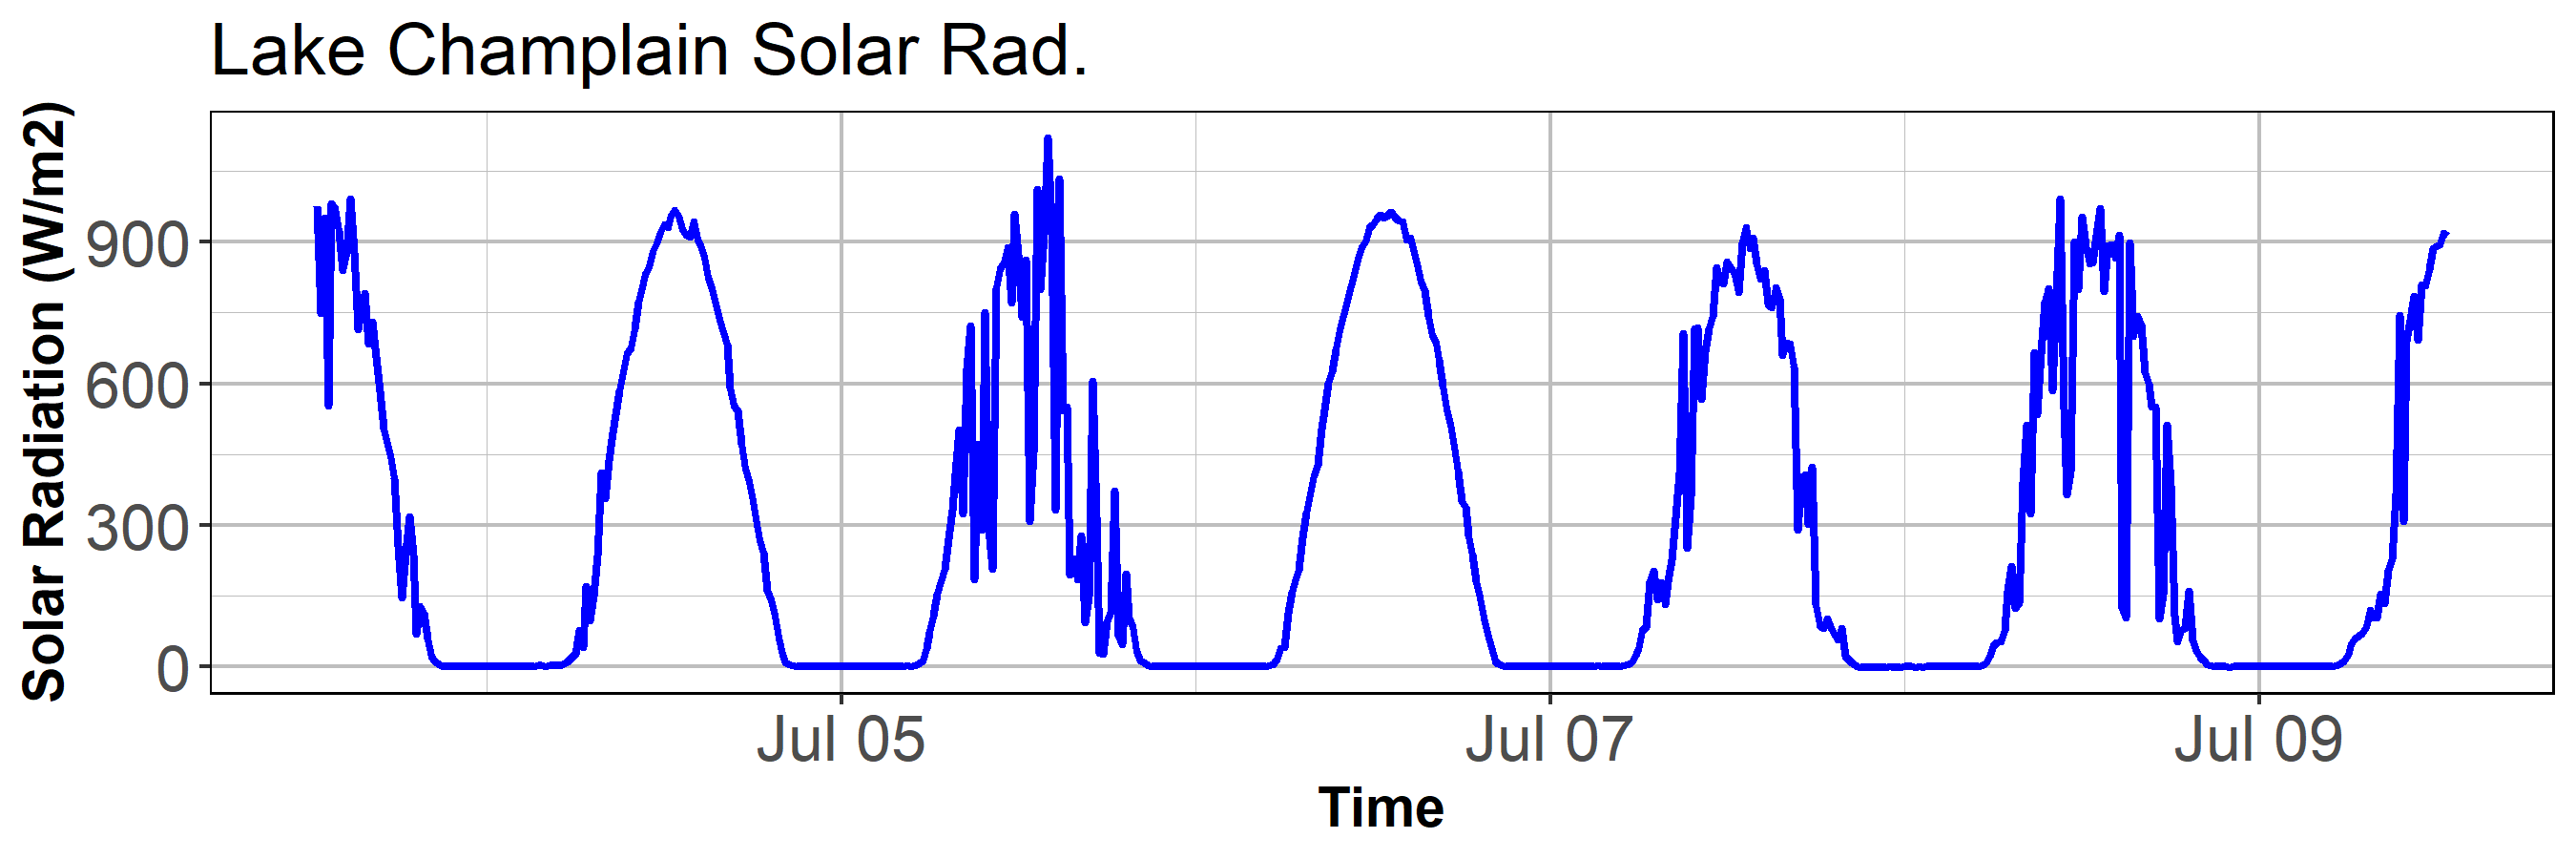 Lake Champlain Solar Rad.
Solar Radiation (W/m2)
900
600
300
0
Jul 05 Jul 07 Jul 09
Time